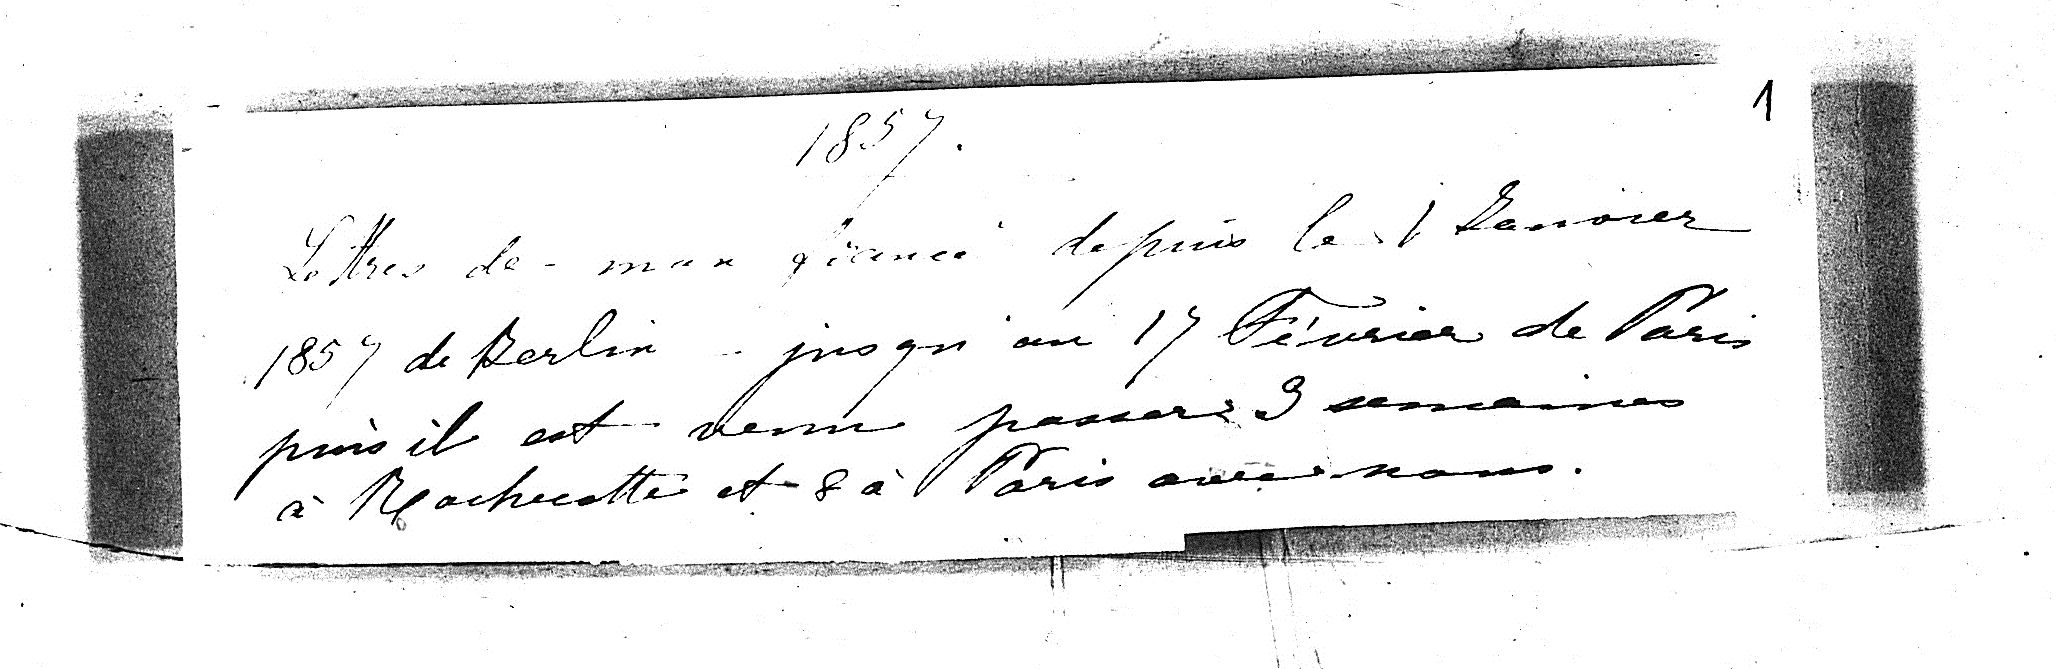 1
1857.
Lettres de mon fiancé depuis le 1 Janvier
1857 de Berlin - jusqu'au 17 Février de Paris
puis il est venu passer 3 semaines
à Rochecotte et 8 à Paris avec nous.